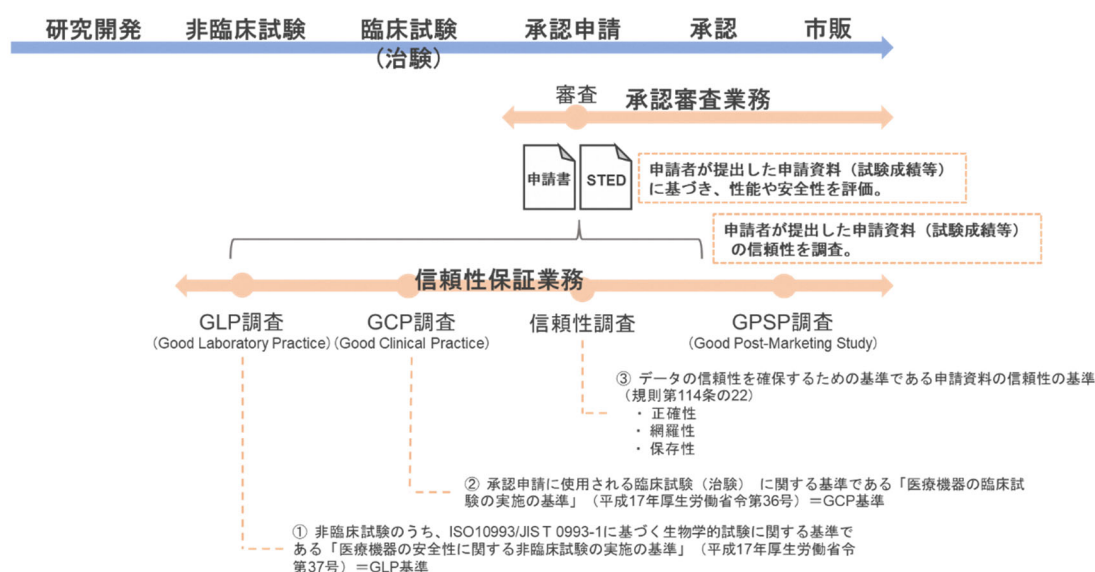 研究開発 非臨床試験 臨床試験 承認申請 承認 市販
（治験）
審査 承認審査業務
申請書 STED
申請者が提出した申請資料（試験成績等）
に基づき、性能や安全性を評価。
申請者が提出した申請資料（試験成績等）
の信頼性を調査。
信頼性保証業務
GLP調査 GCP調査 信頼性調査 GPSP調査
（Good Laboratory Practice）（Good Clinical Practice） （Good Post-Marketing Study）
③ データの信頼性を確保するための基準である申請資料の信頼性の基準
（規則第114条の22）
・ 正確性
・ 網羅性
・ 保存性
② 承認申請に使用される臨床試験（治験） に関する基準である「医療機器の臨床試
験の実施の基準」（平成17年厚生労働省令第36号）＝GCP基準
① 非臨床試験のうち、ISO10993/JIS T 0993-1に基づく生物学的試験に関する基準で
ある「医療機器の安全性に関する非臨床試験の実施の基準」（平成17年厚生労働省令
第37号）＝GLP基準